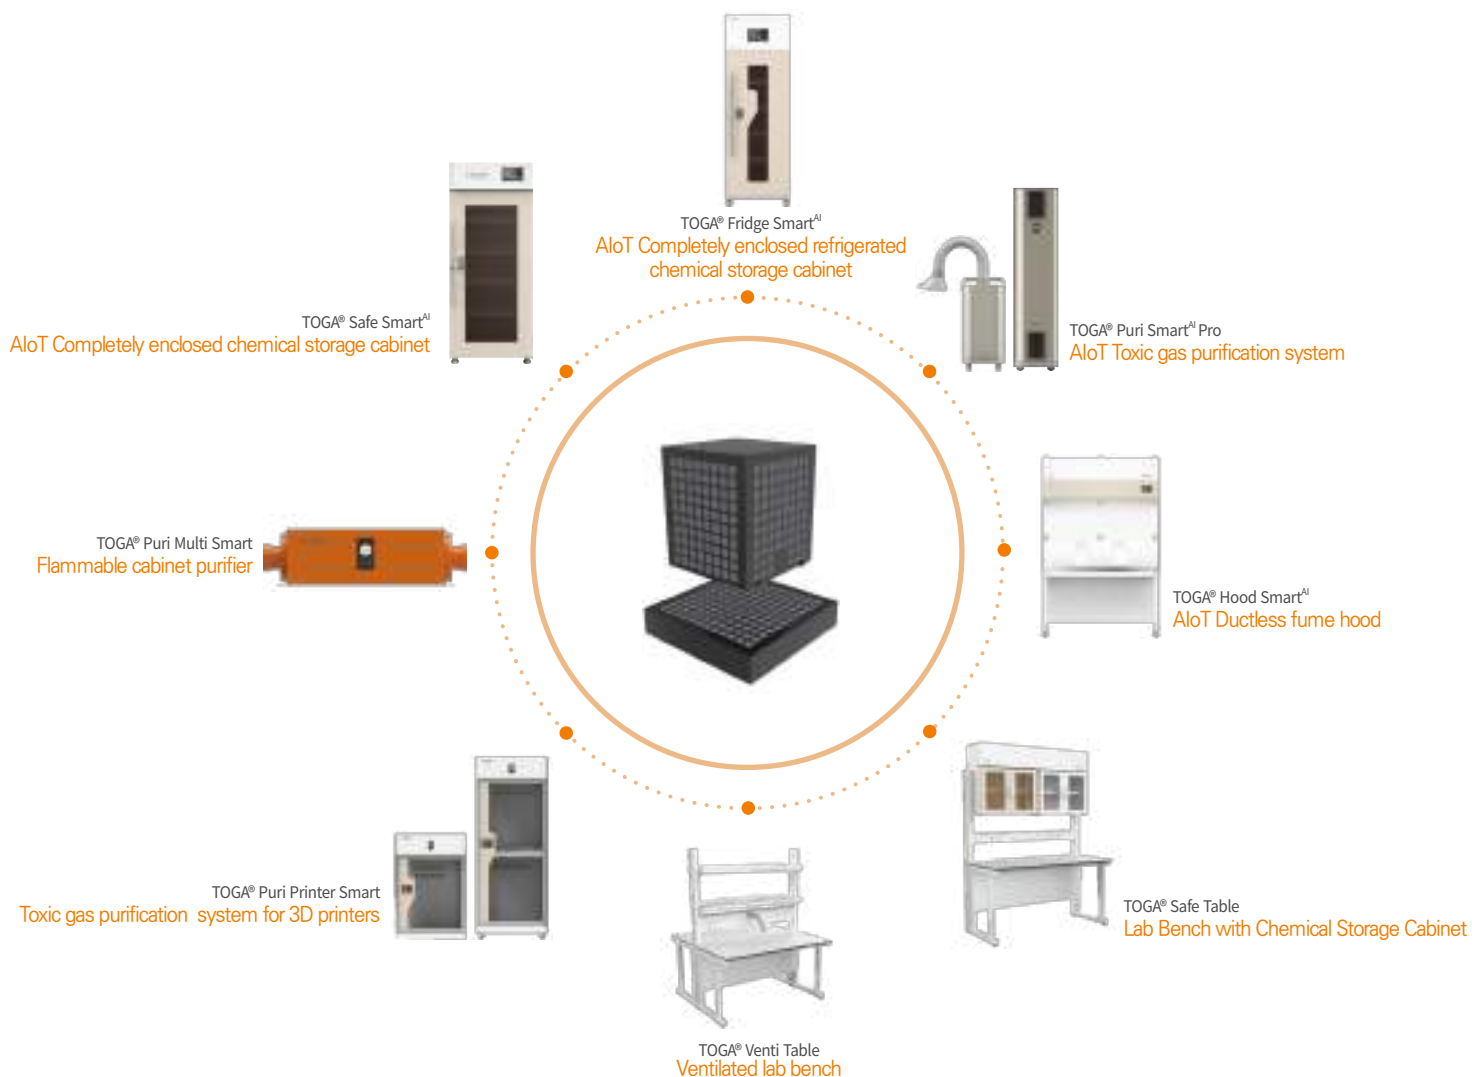 TOGA® Fridge Smart^AI
AIoT Completely enclosed refrigerated
chemical storage cabinet
TOGA® Safe Smart^AI
AIoT Completely enclosed chemical storage cabinet
TOGA® Puri Smart^AI Pro
AIoT Toxic gas purification system
TOGA® Puri Multi Smart
Flammable cabinet purifier
TOGA® Hood Smart^AI
AIoT Ductless fume hood
TOGA® Puri Printer Smart
Toxic gas purification system for 3D printers
TOGA® Safe Table
Lab Bench with Chemical Storage Cabinet
TOGA® Venti Table
Ventilated lab bench